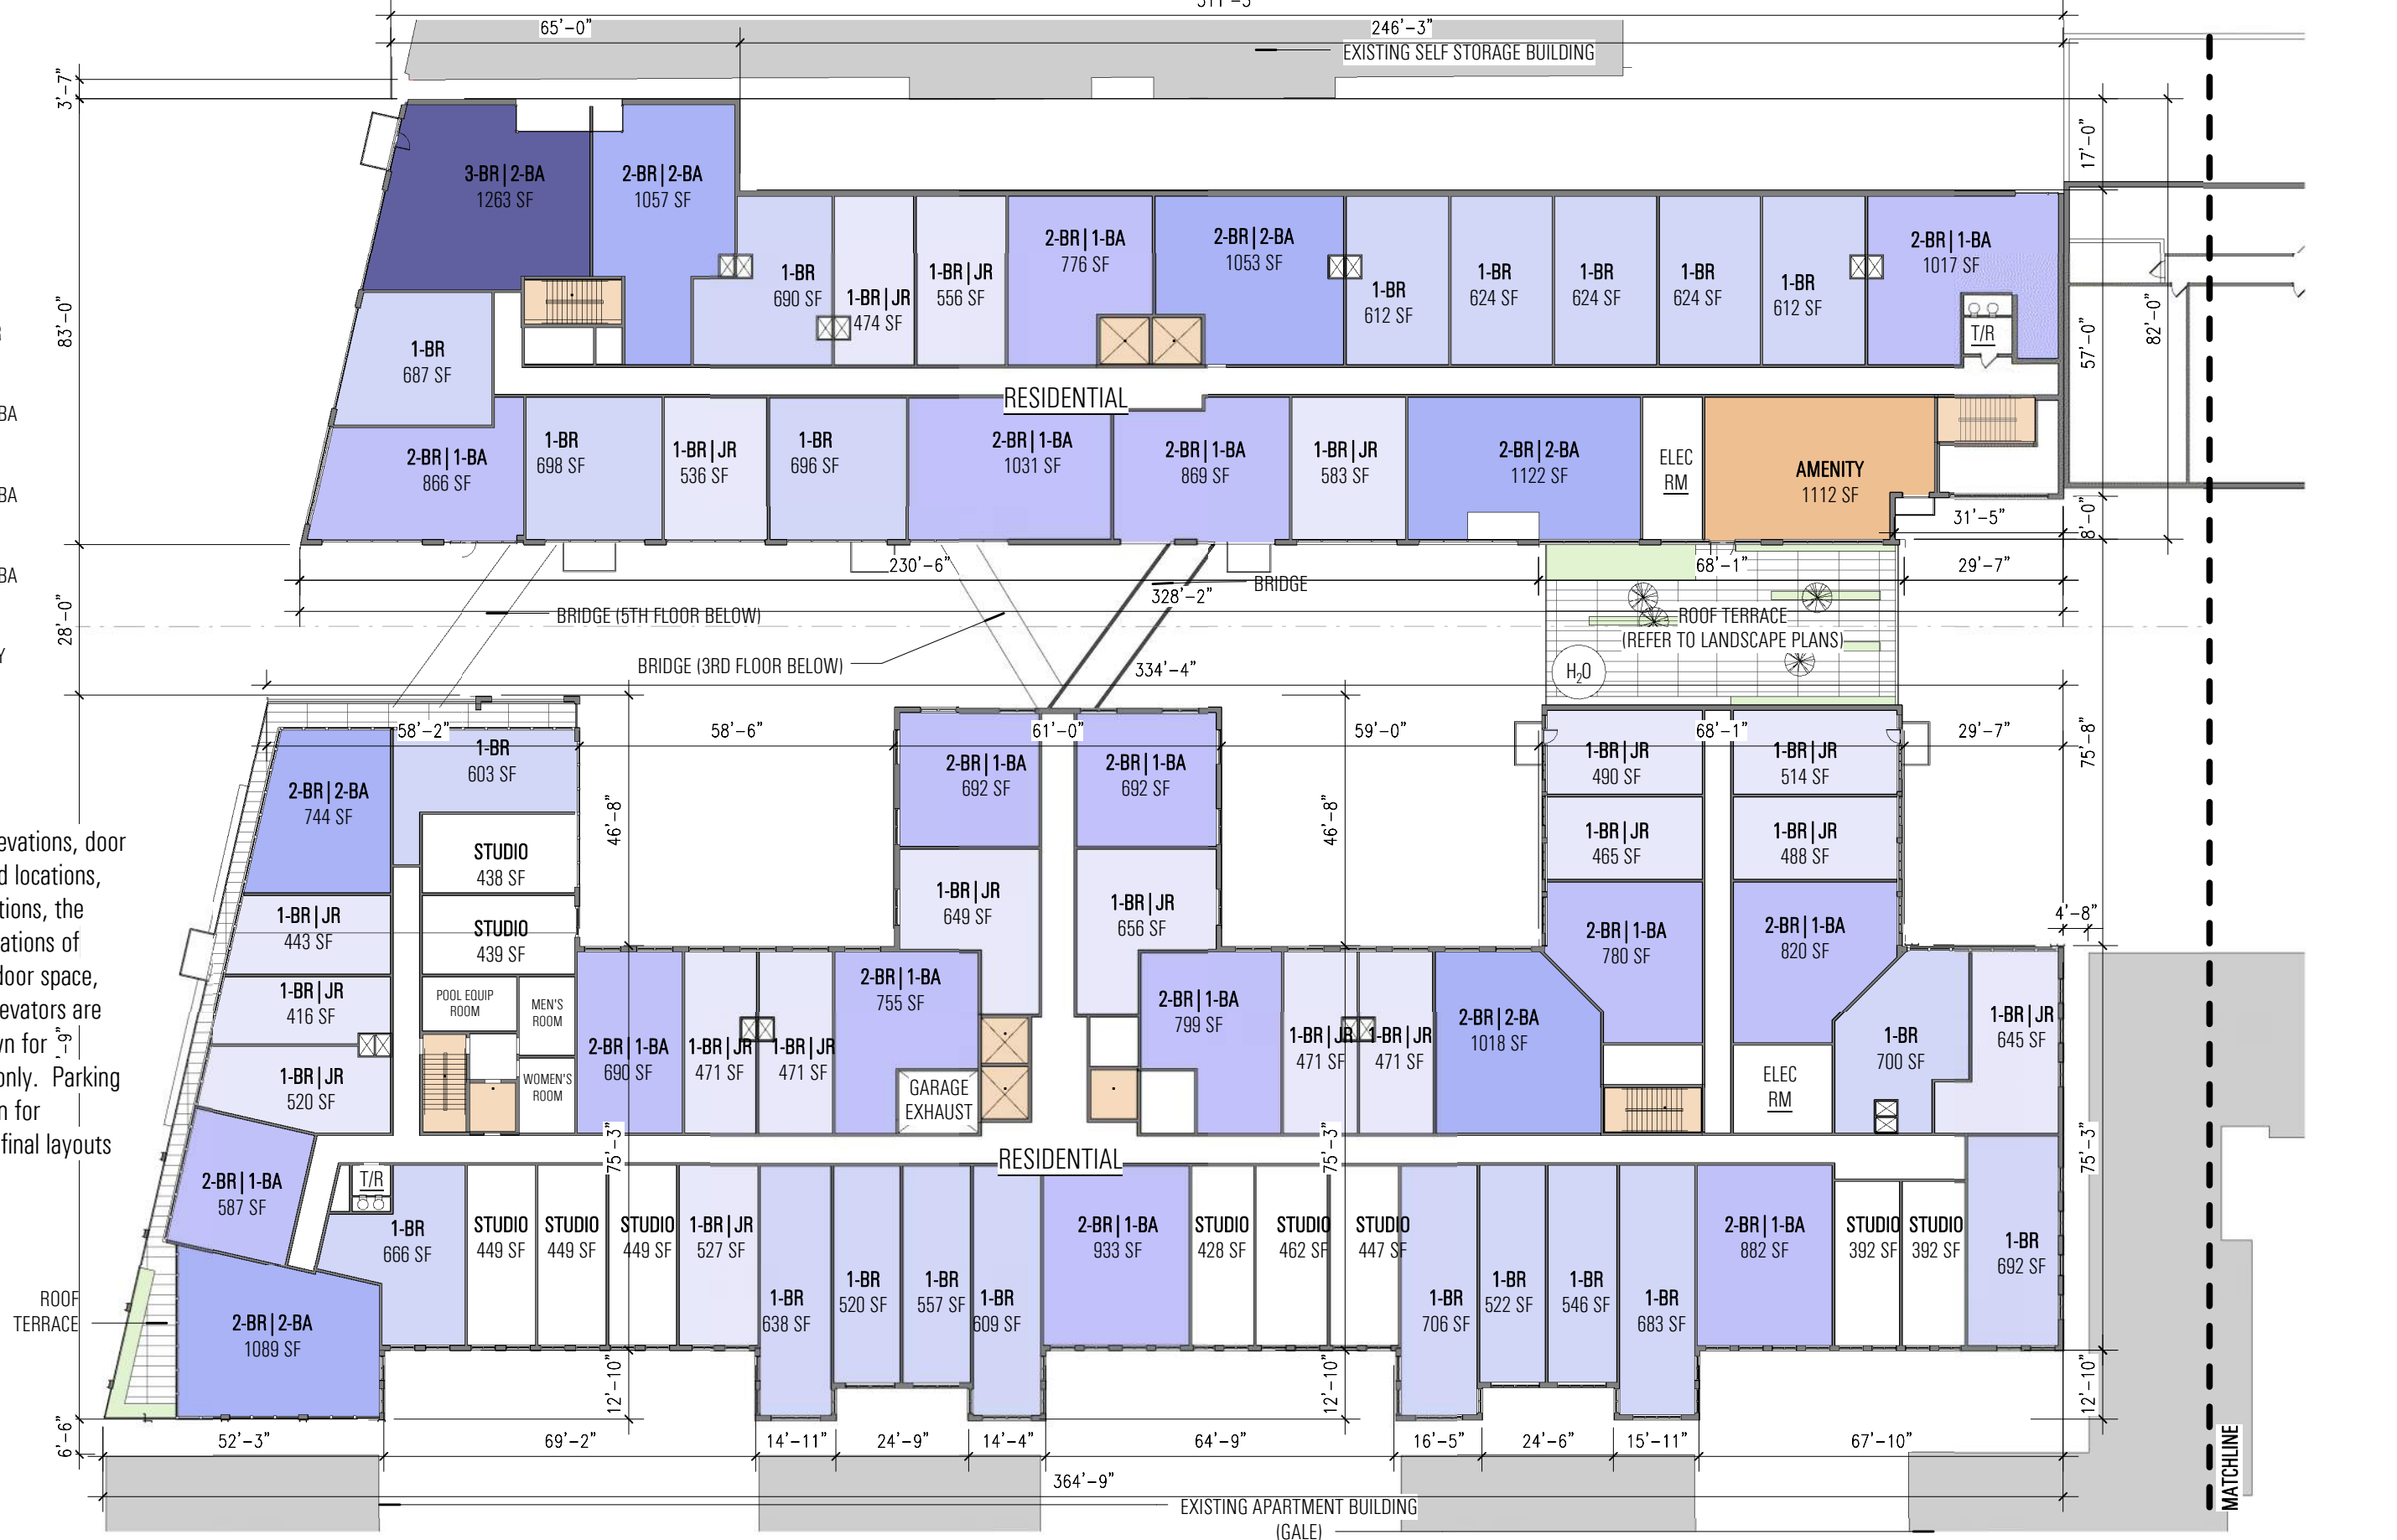 65'-0"
246'-3"
EXISTING SELF STORAGE BUILDING
3'-7"
17'-0"
3-BR|2-BA
1263 SF
2-BR|2-BA
1057 SF
1-BR
690 SF
1-BR|JR
474 SF
1-BR|JR
556 SF
2-BR|1-BA
776 SF
2-BR|2-BA
1053 SF
1-BR
612 SF
1-BR
624 SF
1-BR
624 SF
1-BR
624 SF
1-BR
612 SF
2-BR|1-BA
1017 SF
T/R
83'-0"
57'-0"
82'-0"
1-BR
687 SF
RESIDENTIAL
BA
2-BR|1-BA
866 SF
1-BR
698 SF
1-BR|JR
536 SF
1-BR
696 SF
2-BR|1-BA
1031 SF
2-BR|1-BA
869 SF
1-BR|JR
583 SF
2-BR|2-BA
1122 SF
ELEC
RM
AMENITY
1112 SF
BA
31'-5"
8'-0"
BA
230'-6"
68'-1"
29'-7"
BRIDGE
328'-2"
28'-0"
BRIDGE (5TH FLOOR BELOW)
ROOF TERRACE
(REFER TO LANDSCAPE PLANS)
Y
BRIDGE (3RD FLOOR BELOW)
334'-4"
H2O
58'-2"
58'-6"
61'-0"
59'-0"
68'-1"
29'-7"
75'-8"
2-BR|2-BA
744 SF
1-BR
603 SF
2-BR|1-BA
692 SF
2-BR|1-BA
692 SF
1-BR|JR
490 SF
1-BR|JR
514 SF
46'-8"
46'-8"
STUDIO
438 SF
1-BR|JR
465 SF
1-BR|JR
488 SF
evations, door
d locations,
tions, the
ations of
door space,
evators are
wn for
only. Parking
n for
final layouts
-9"
1-BR|JR
443 SF
STUDIO
439 SF
1-BR|JR
649 SF
1-BR|JR
656 SF
2-BR|1-BA
780 SF
2-BR|1-BA
820 SF
4'-8"
1-BR|JR
416 SF
POOL EQUIP
ROOM
MEN'S
ROOM
2-BR|1-BA
690 SF
1-BR|JR
471 SF
1-BR|JR
471 SF
2-BR|1-BA
755 SF
2-BR|1-BA
799 SF
1-BR|JR
471 SF
1-BR|JR
471 SF
2-BR|2-BA
1018 SF
1-BR
700 SF
1-BR|JR
645 SF
1-BR|JR
520 SF
WOMEN'S
ROOM
GARAGE
EXHAUST
ELEC
RM
75'-3"
75'-3"
75'-3"
RESIDENTIAL
2-BR|1-BA
587 SF
T/R
1-BR
666 SF
STUDIO
449 SF
STUDIO
449 SF
STUDIO
449 SF
1-BR|JR
527 SF
1-BR
638 SF
1-BR
520 SF
1-BR
557 SF
1-BR
609 SF
2-BR|1-BA
933 SF
STUDIO
428 SF
STUDIO
462 SF
STUDIO
447 SF
1-BR
706 SF
1-BR
522 SF
1-BR
546 SF
1-BR
683 SF
2-BR|1-BA
882 SF
STUDIO
392 SF
STUDIO
392 SF
1-BR
692 SF
ROOF
TERRACE
2-BR|2-BA
1089 SF
12'-10"
12'-10"
12'-10"
6'-6"
52'-3"
69'-2"
14'-11"
24'-9"
14'-4"
64'-9"
16'-5"
24'-6"
15'-11"
67'-10"
364'-9"
EXISTING APARTMENT BUILDING
(GALE)
MATCHLINE